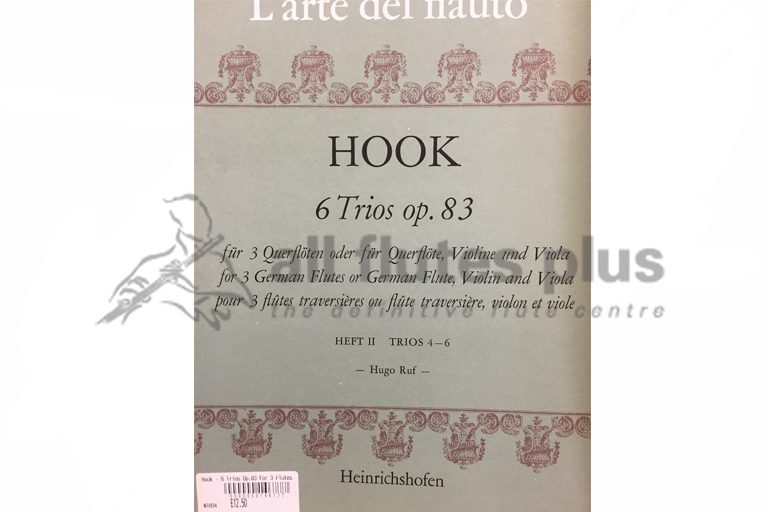 L'arte del flauto
HOOK
6 Trios op. 83
für 3 Querflöten oder für Querflöte, Violine und Viola
for 3 German Flutes or German Flute, Violin and Viola
pour 3 flûtes traversières ou flûte traversière, violon et viole
all flutes plus
the definitive flute centre
HEFT II TRIOS 4–6
– Hugo Ruf –
Heinrichshofen
Hook - 6 Trios Op.83 For 3 Flutes
£12.50